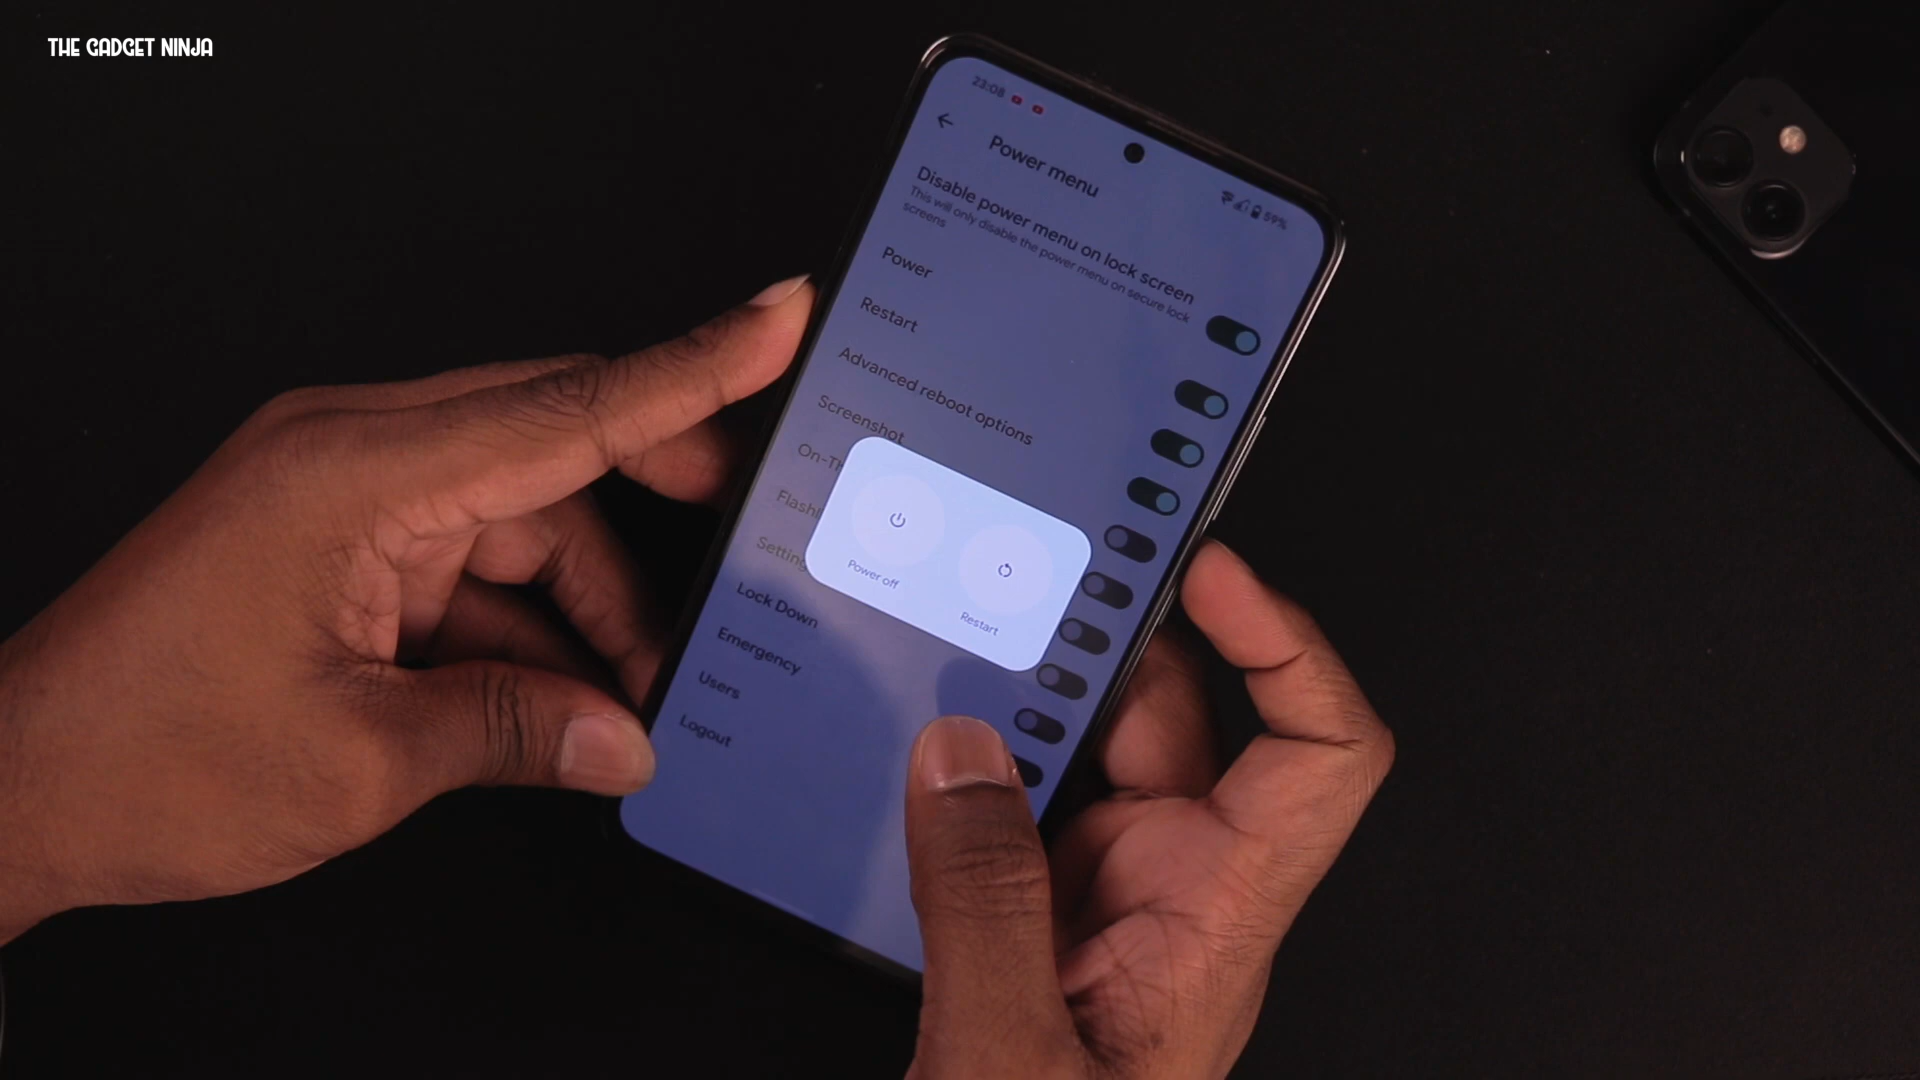 THE GADGET NINJA
23:08
59%
Power menu
Disable power menu on lock screen
This will only disable the power menu on secure lock
screens
Power
Restart
Advanced reboot options
Screenshot
Lock Down
Emergency
Users
Logout
Power off
Restart